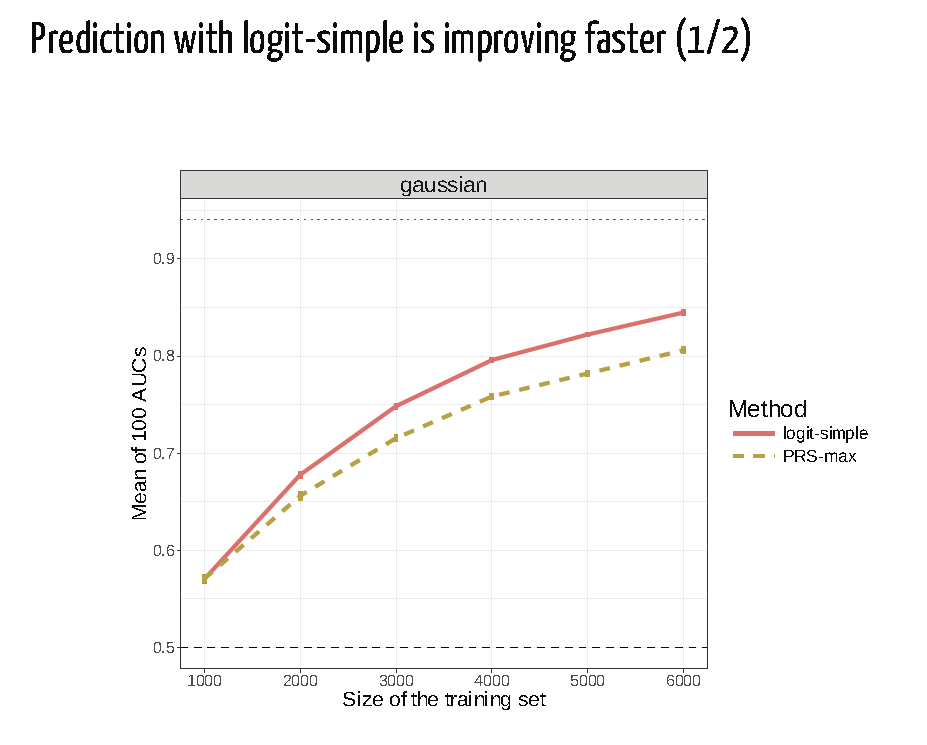 Prediction with logit-simple is improving faster (1/2)
gaussian
0.9
0.8
0.7
0.6
0.5
Mean of 100 AUCs
1000 2000 3000 4000 5000 6000
Size of the training set
Method
logit-simple
PRS-max